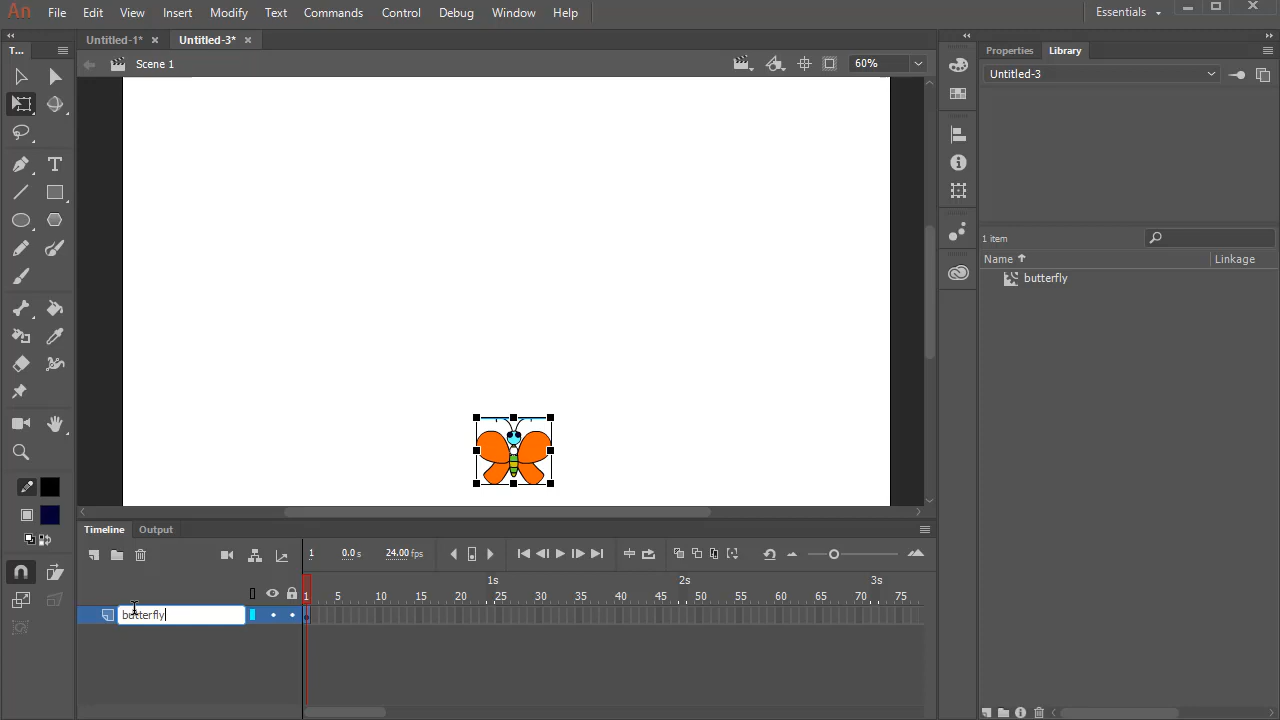 An File Edit View Insert Modify Text Commands Control Debug Window Help Essentials
T... Untitled-1* × Untitled-3* × Properties Library
Scene 1 60% Untitled-3
1 item
Name Linkage
butterfly
Timeline Output
1 0.0s 24.00 fps
1s 2s 3s
1 5 10 15 20 25 30 35 40 45 50 55 60 65 70 75
butterfly